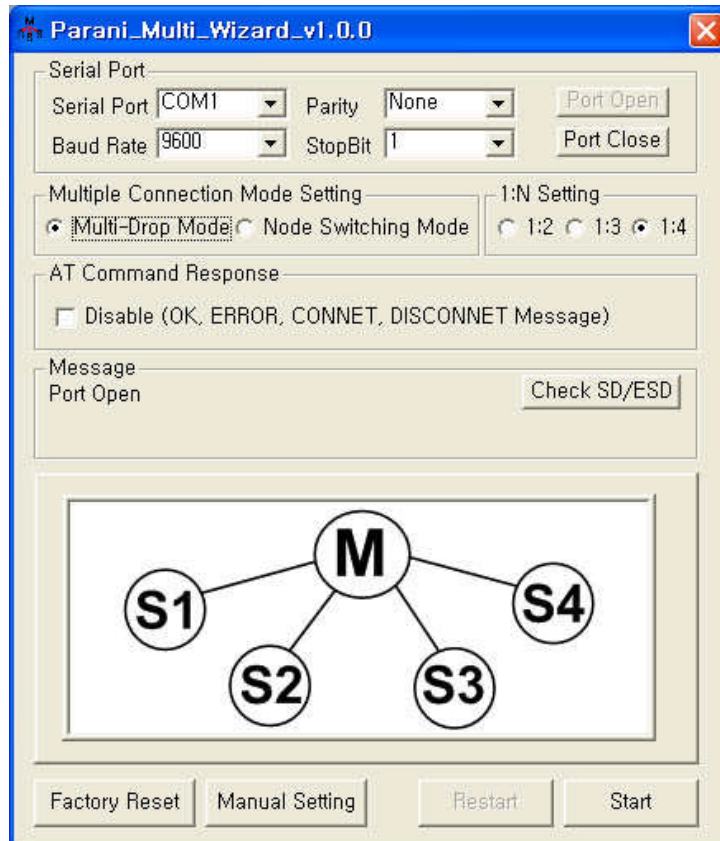 Parani_Multi_Wizard_v1.0.0
Serial Port
Serial Port COM1 Parity None Port Open
Baud Rate 9600 StopBit 1 Port Close
Multiple Connection Mode Setting 1:N Setting
Multi-Drop Mode Node Switching Mode 1:2 1:3 1:4
AT Command Response
Disable (OK, ERROR, CONNET, DISCONNET Message)
Message
Port Open Check SD/ESD
M
S1 S4
S2 S3
Factory Reset Manual Setting Restart Start